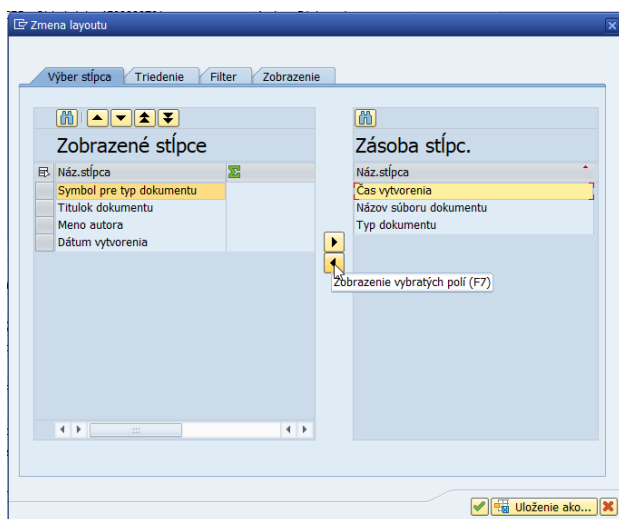 Zmena layoutu
Výber stĺpca
Triedenie
Filter
Zobrazenie
Zobrazené stĺpce
Náz.stĺpca
Symbol pre typ dokumentu
Titulok dokumentu
Meno autora
Dátum vytvorenia
Zásoba stĺpc.
Náz.stĺpca
Čas vytvorenia
Názov súboru dokumentu
Typ dokumentu
Zobrazenie vybratých polí (F7)
Uloženie ako...